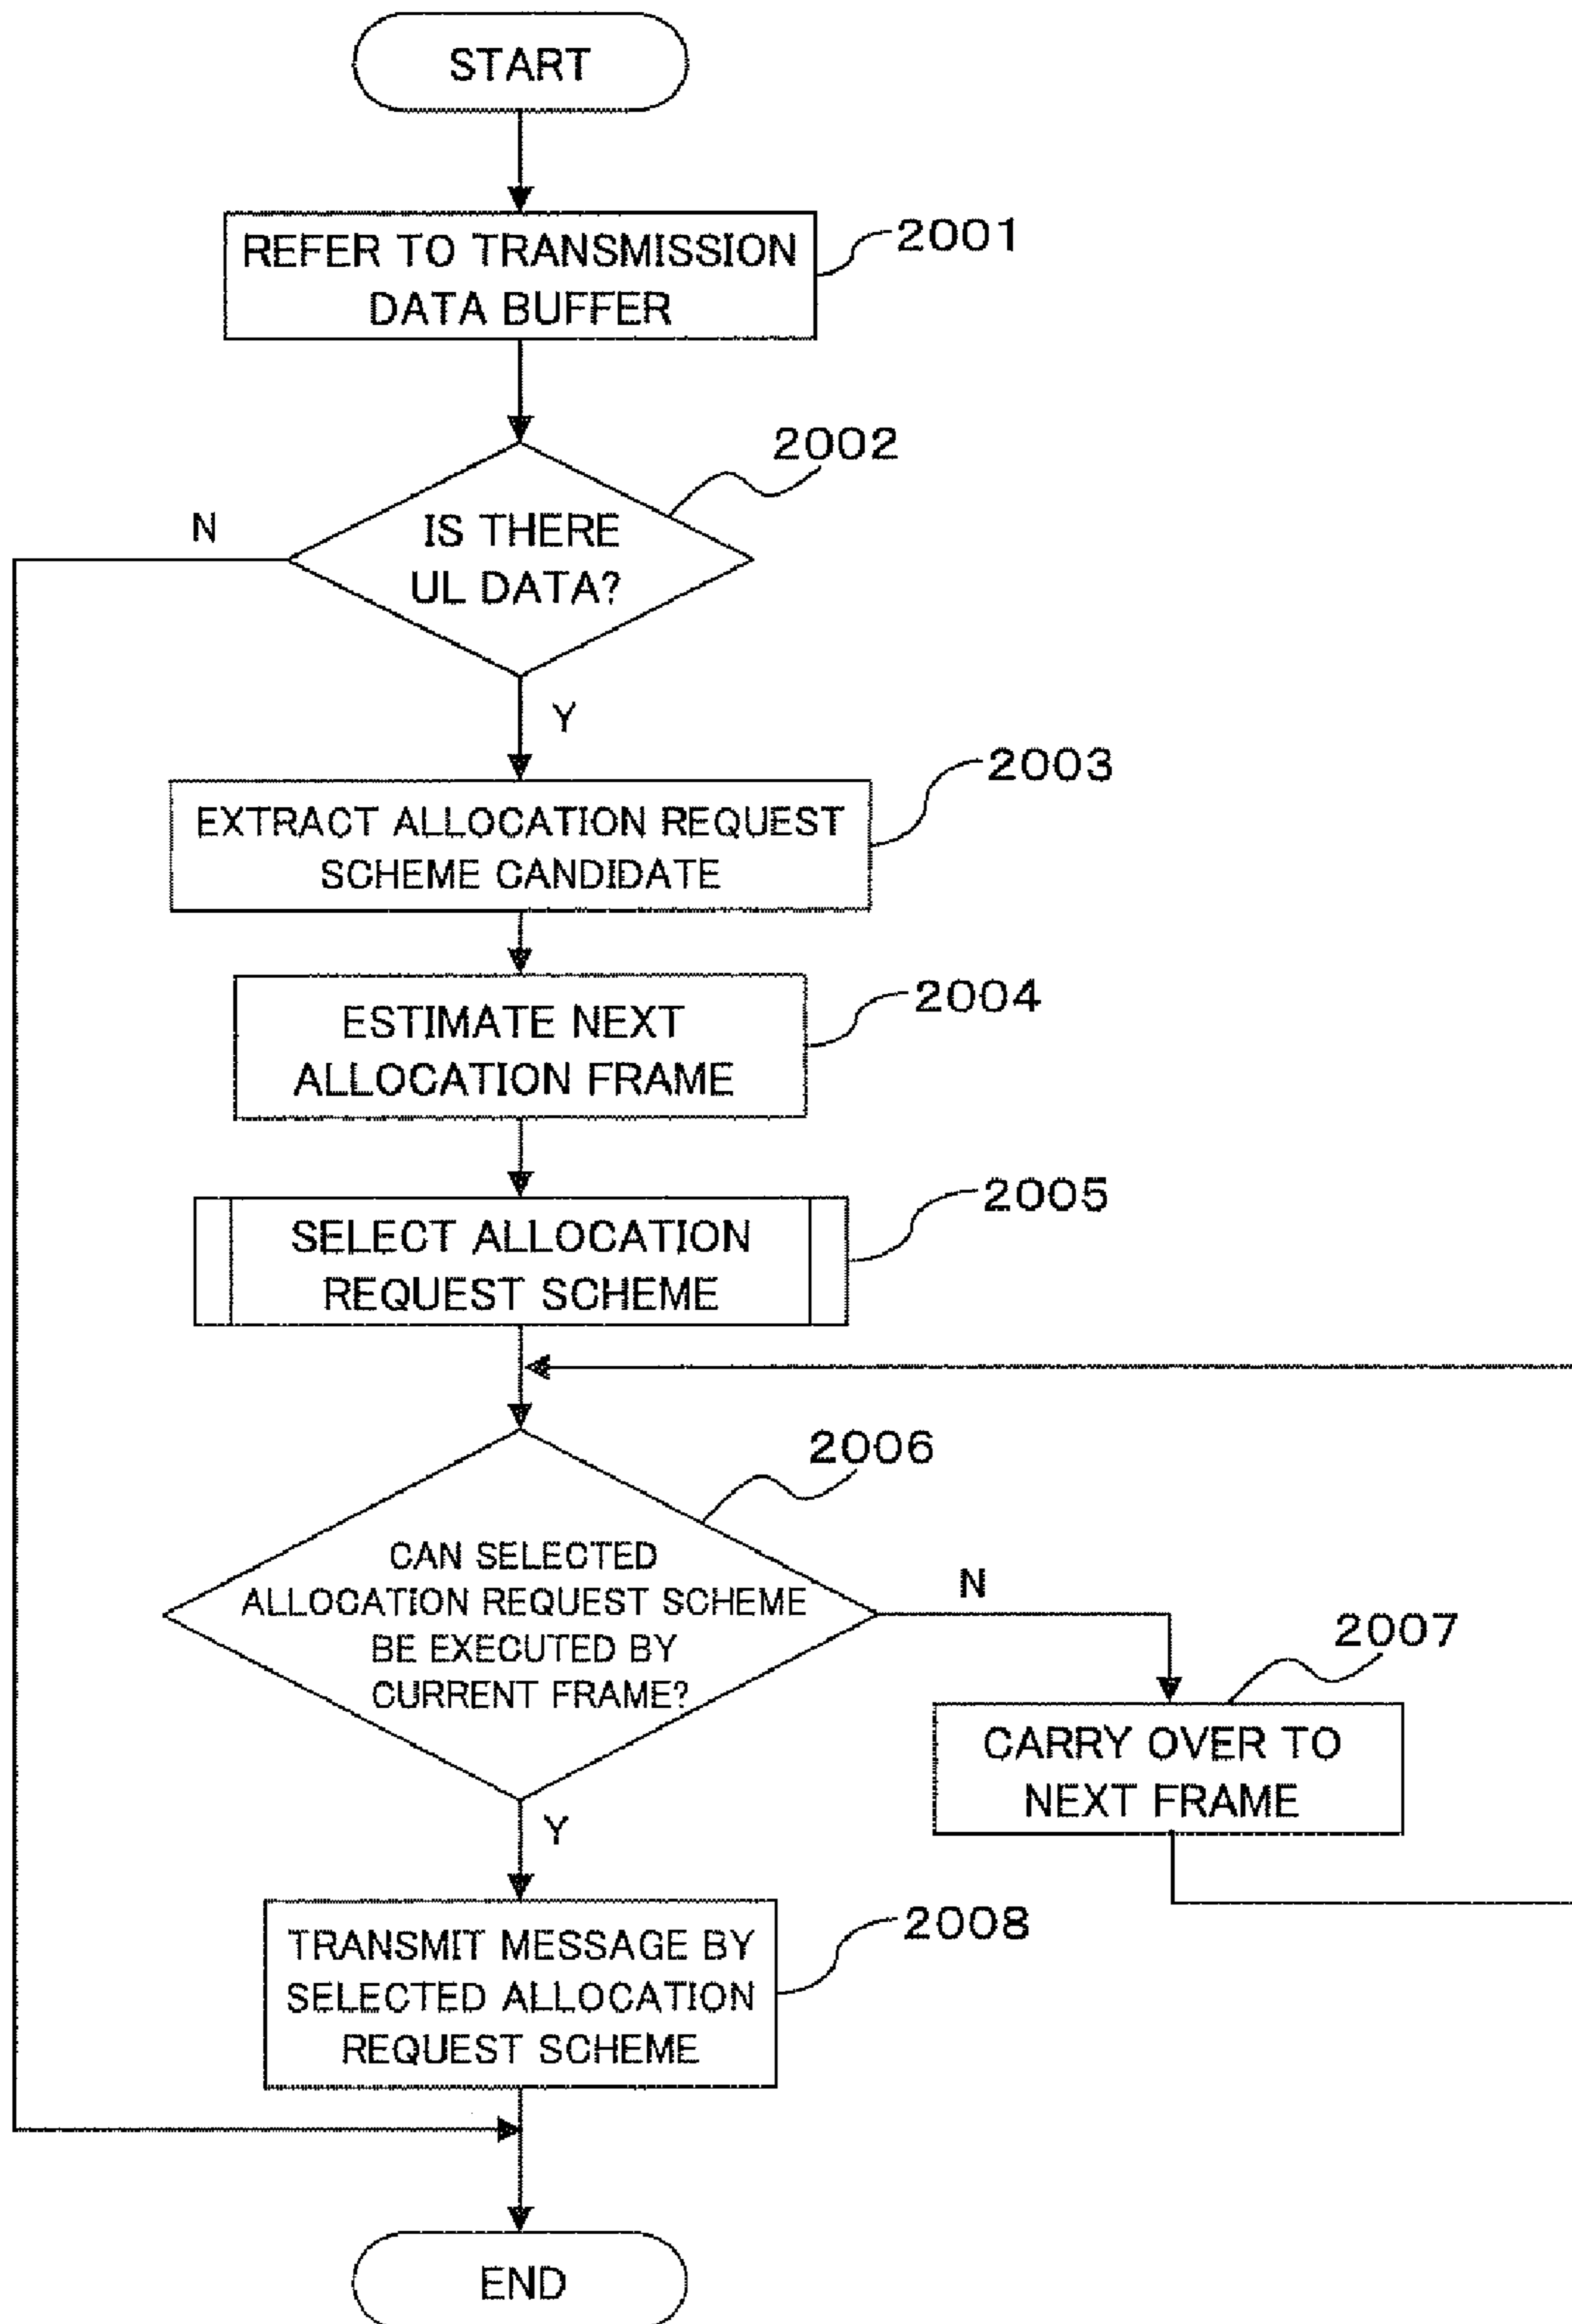 START
REFER TO TRANSMISSION
DATA BUFFER
2001
2002
IS THERE
UL DATA?
N
Y
2003
EXTRACT ALLOCATION REQUEST
SCHEME CANDIDATE
2004
ESTIMATE NEXT
ALLOCATION FRAME
2005
SELECT ALLOCATION
REQUEST SCHEME
2006
CAN SELECTED
ALLOCATION REQUEST SCHEME
BE EXECUTED BY
CURRENT FRAME?
N
Y
2007
CARRY OVER TO
NEXT FRAME
2008
TRANSMIT MESSAGE BY
SELECTED ALLOCATION
REQUEST SCHEME
END